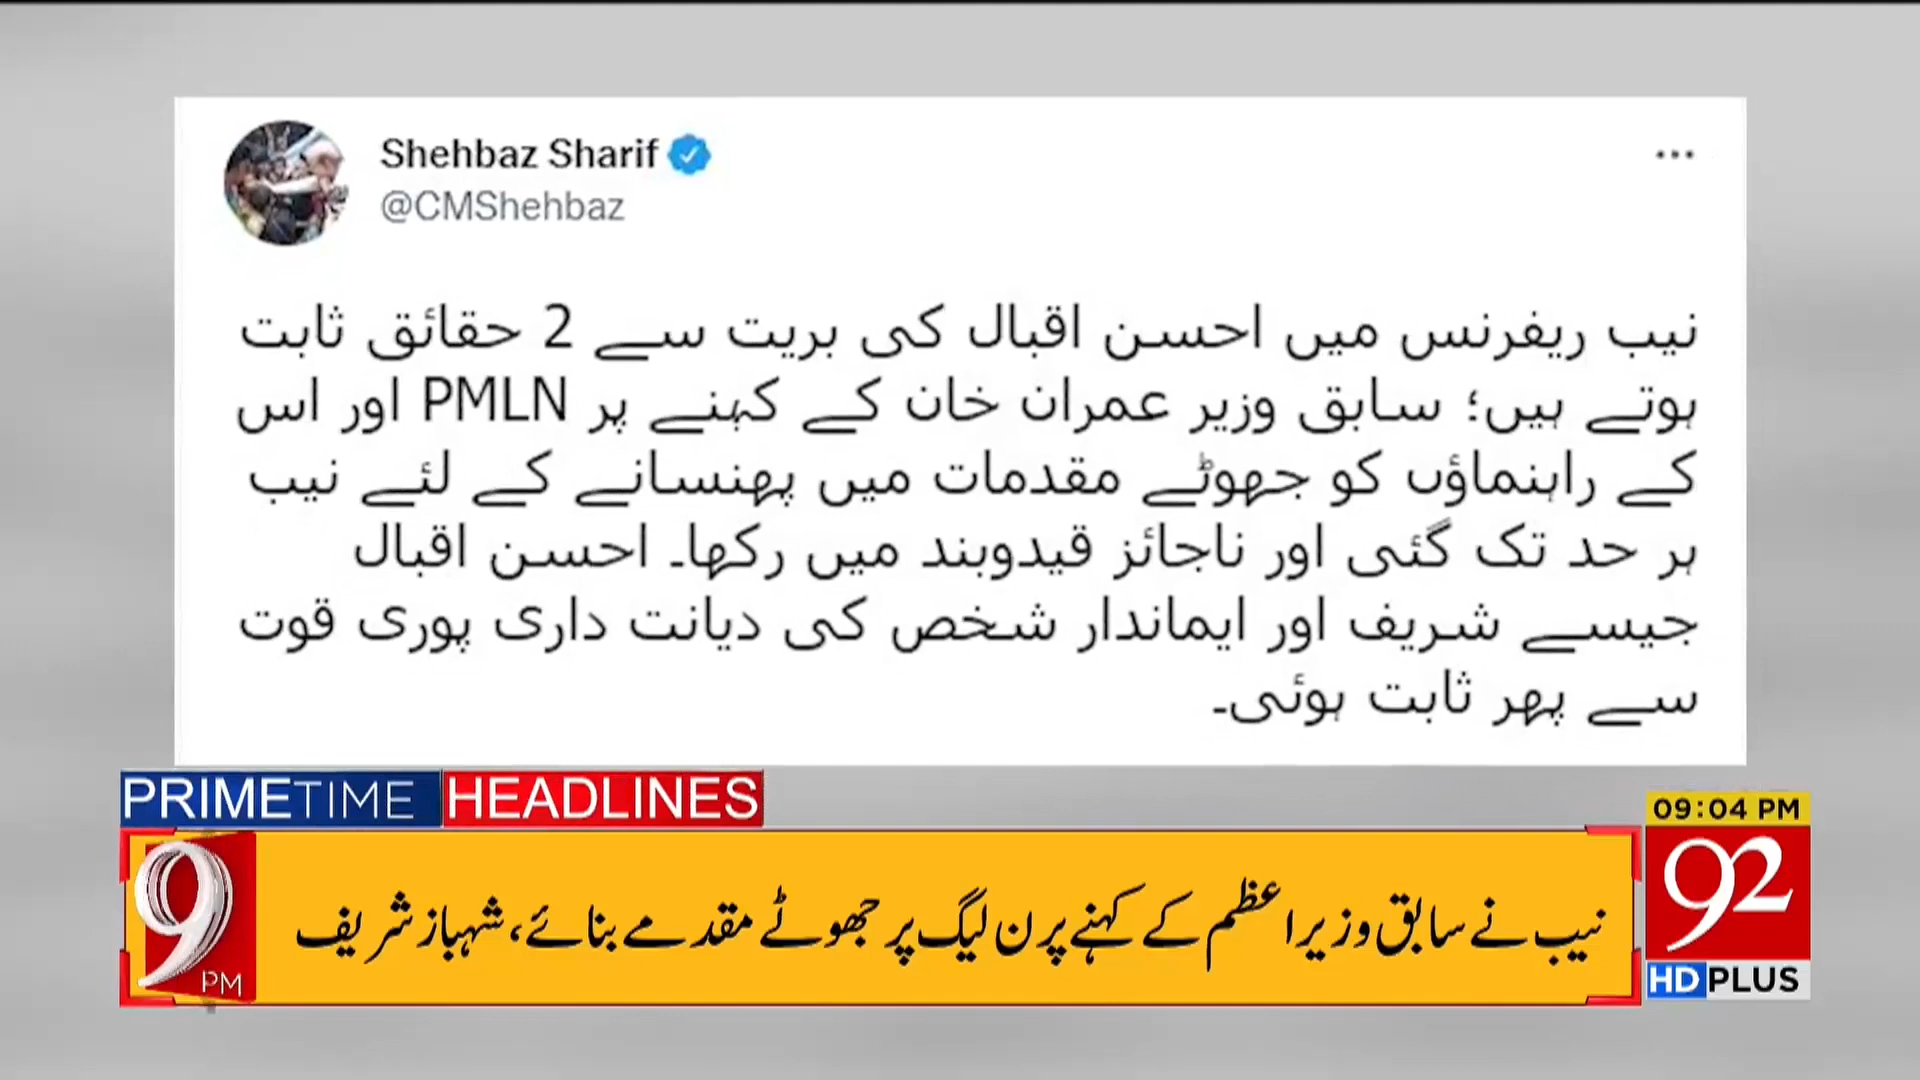 Shehbaz Sharif
@CMShehbaz
نیب ریفرنس میں احسن اقبال کی بریت سے 2 حقائق ثابت
ہوتے ہیں؛ سابق وزیر عمران خان کے کہنے پر PMLN اور اس
کے راہنماؤں کو جھوٹے مقدمات میں پھنسانے کے لئے نیب
ہر حد تک گئی اور ناجائز قیدوبند میں رکھا۔ احسن اقبال
جیسے شریف اور ایماندار شخص کی دیانت داری پوری قوت
سے پھر ثابت ہوئی۔
PRIMETIME HEADLINES
09:04 PM
9 PM
نیب نے سابق وزیراعظم کے کہنے پر ن لیگ پر جھوٹے مقدمے بنائے، شہباز شریف
92
HD PLUS